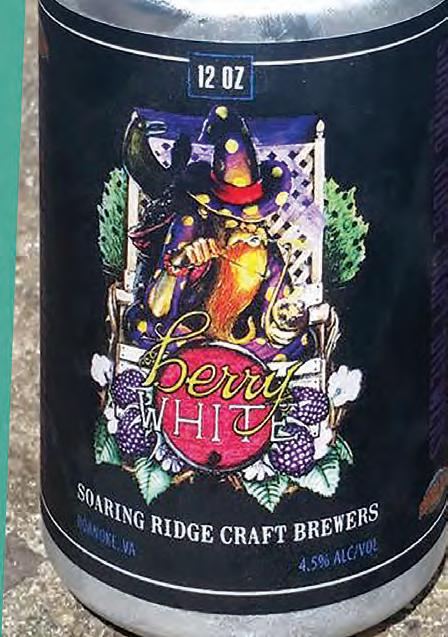 12 OZ
berry
WHITE
SOARING RIDGE CRAFT BREWERS
ROANOKE, VA
4.5% ALC/VOL